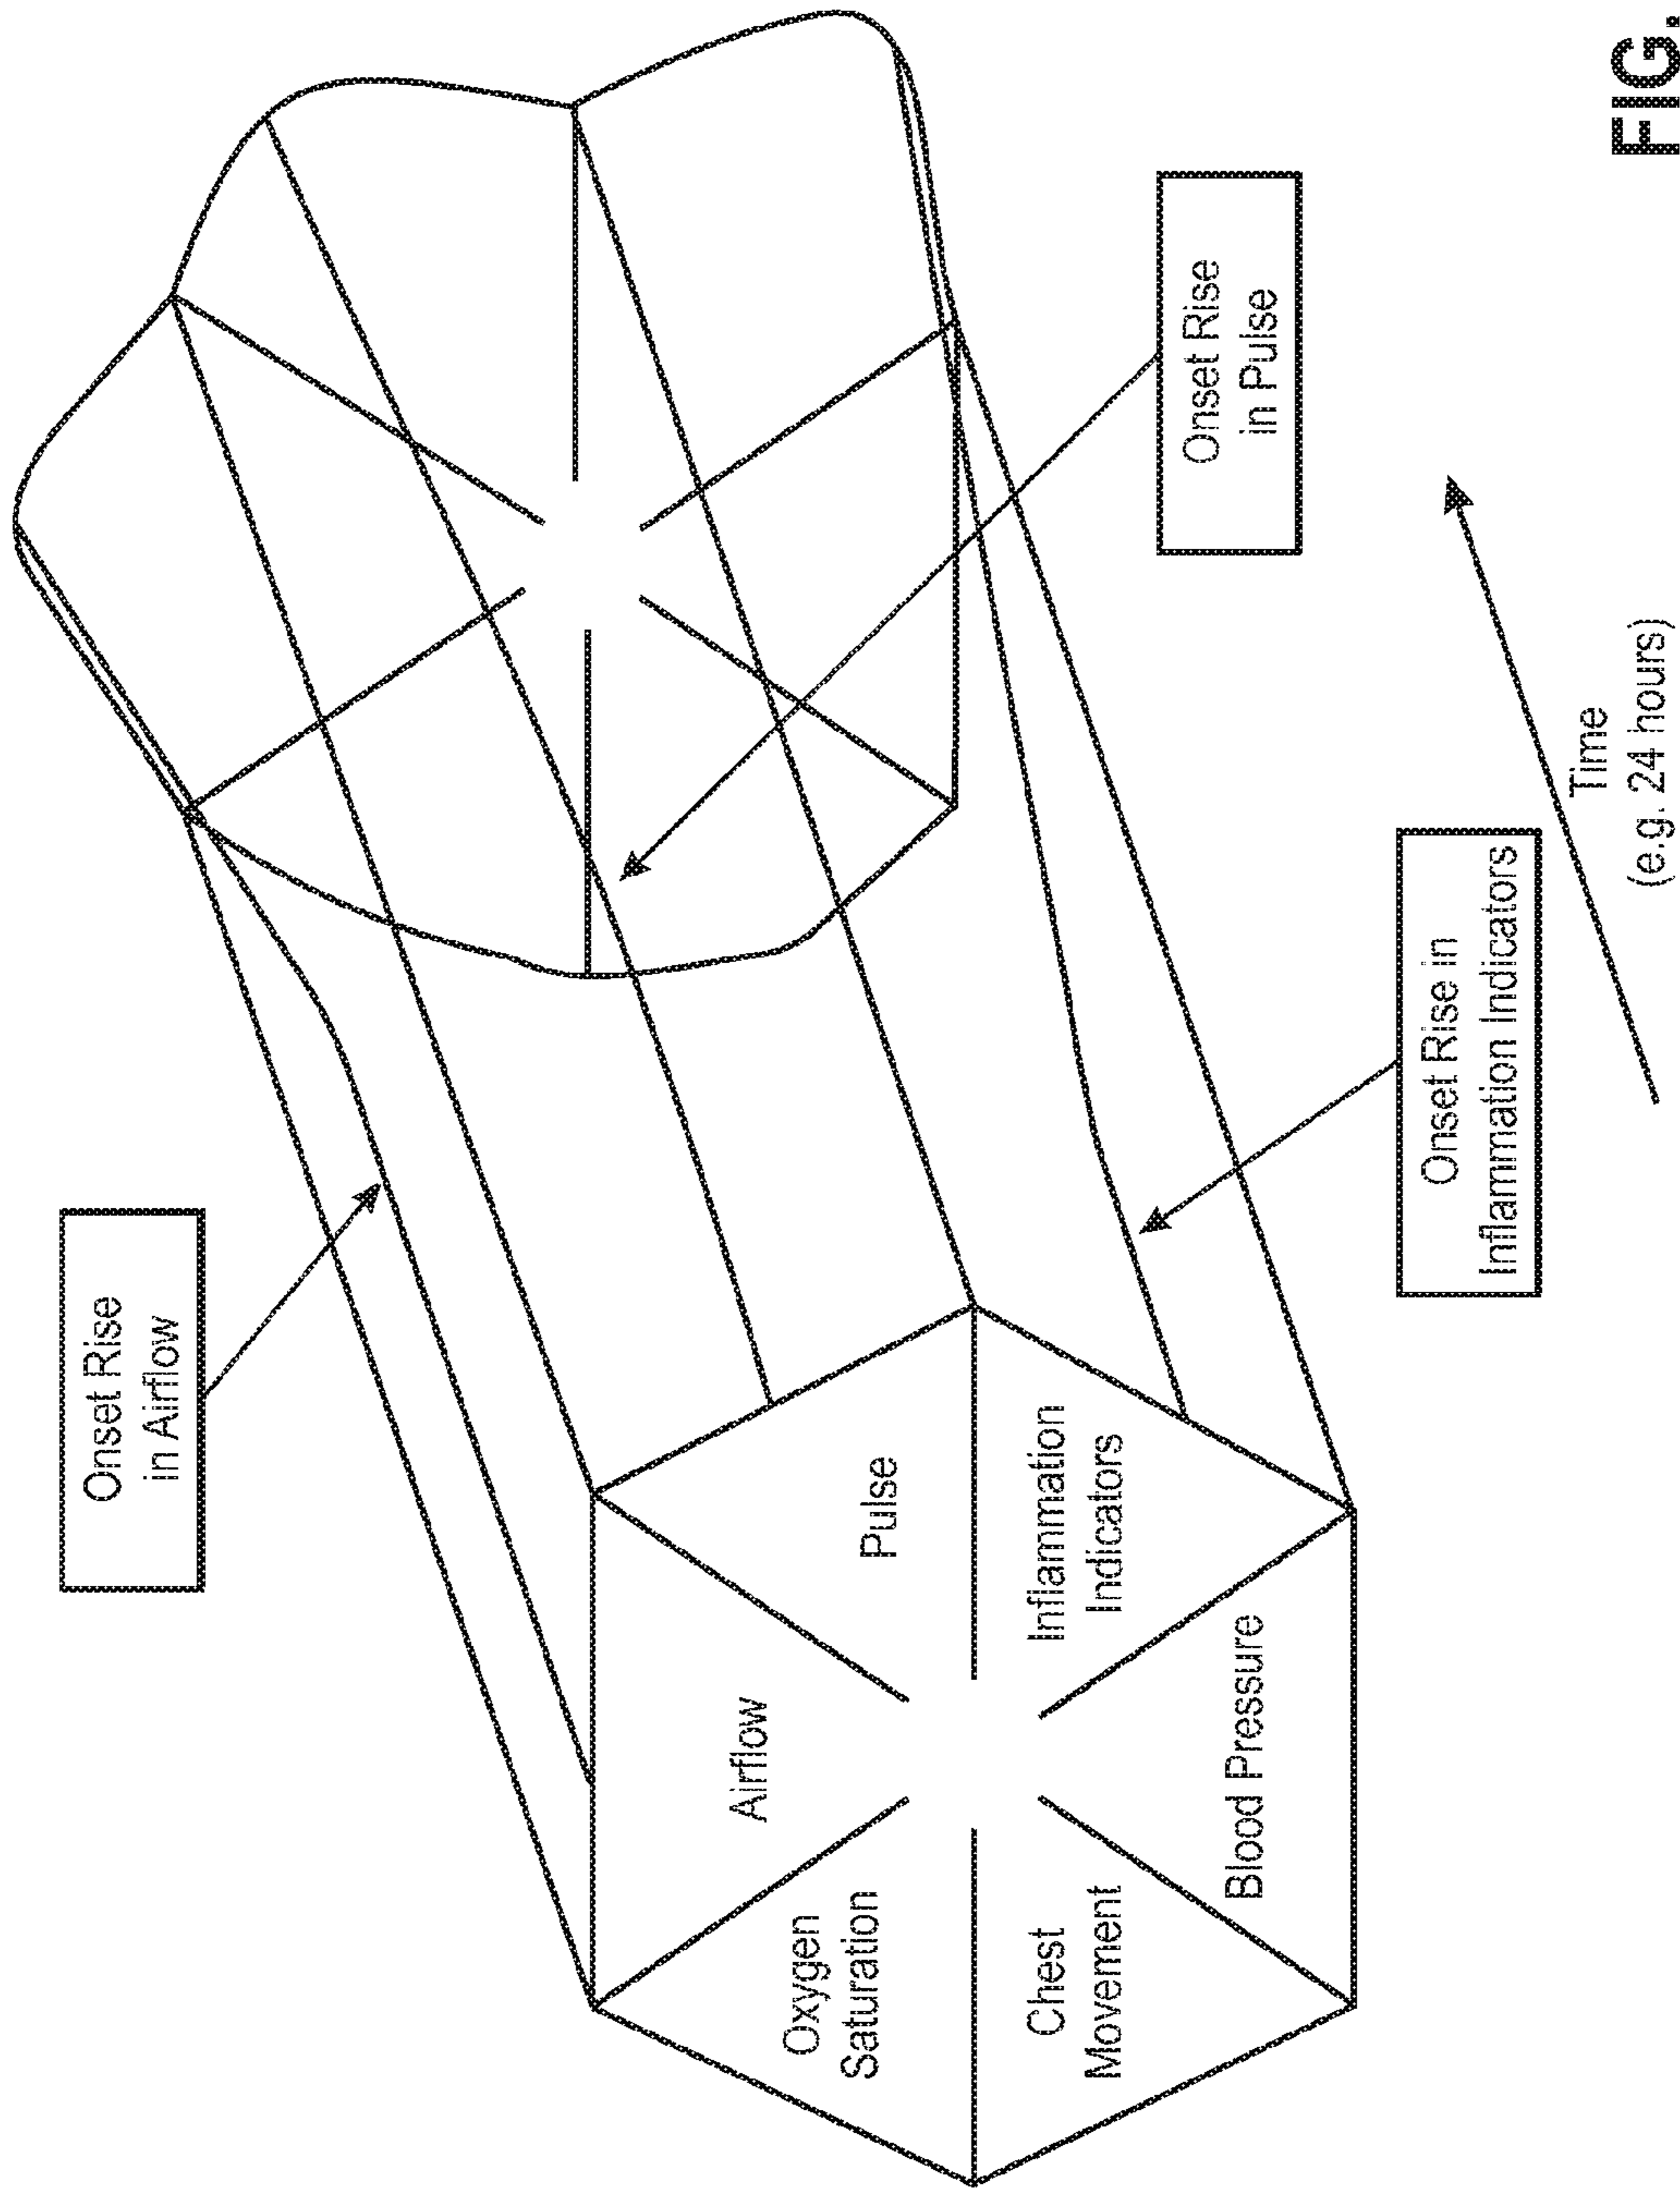 Onset Rise
in Airflow
Oxygen
Saturation
Airflow
Pulse
Chest
Movement
Blood Pressure
Inflammation
Indicators
Onset Rise in
Inflammation Indicators
Onset Rise
in Pulse
Time
(e.g. 24 hours)
FIG.